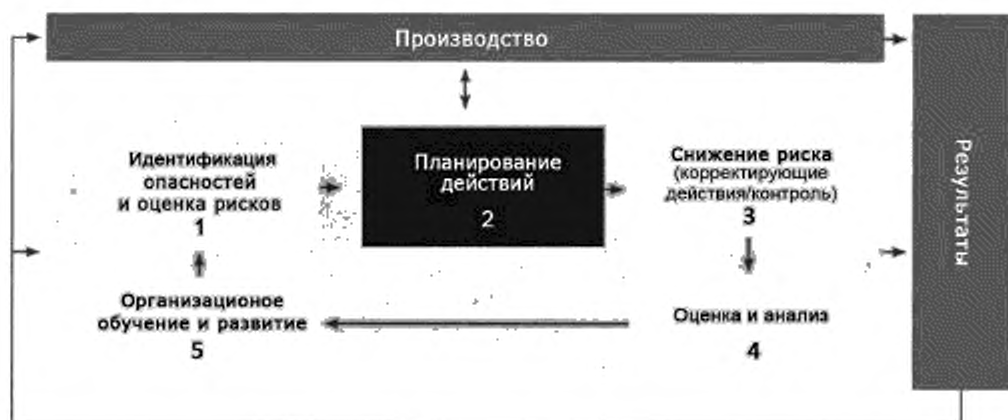 Производство
Идентификация
опасностей
и оценка рисков
1
Планирование
действий
2
Снижение риска
(корректирующие
действия/контроль)
3
Результаты
Организационое
обучение и развитие
5
Оценка и анализ
4